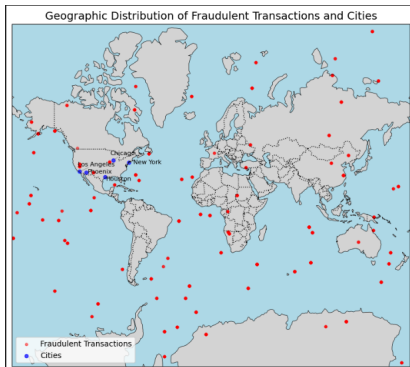 Geographic Distribution of Fraudulent Transactions and Cities
Chicago
New York
Los Angeles
Phoenix
Houston
Fraudulent Transactions
Cities